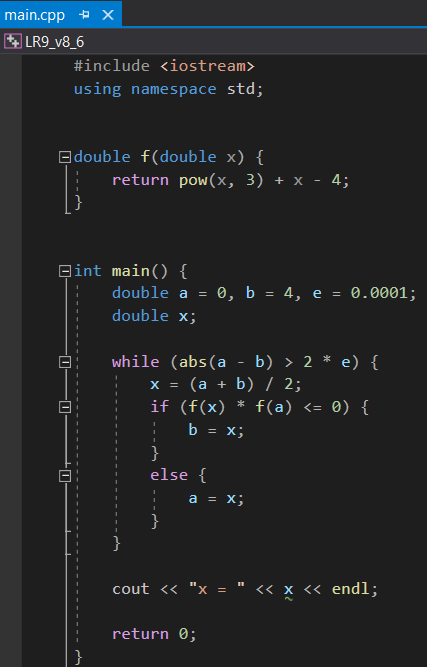 main.cpp
LR9_v8_6
#include <iostream>
using namespace std;
double f(double x) {
return pow(x, 3) + x - 4;
}
int main() {
double a = 0, b = 4, e = 0.0001;
double x;
while (abs(a - b) > 2 * e) {
x = (a + b) / 2;
if (f(x) * f(a) <= 0) {
b = x;
}
else {
a = x;
}
}
cout << "x = " << x << endl;
return 0;
}